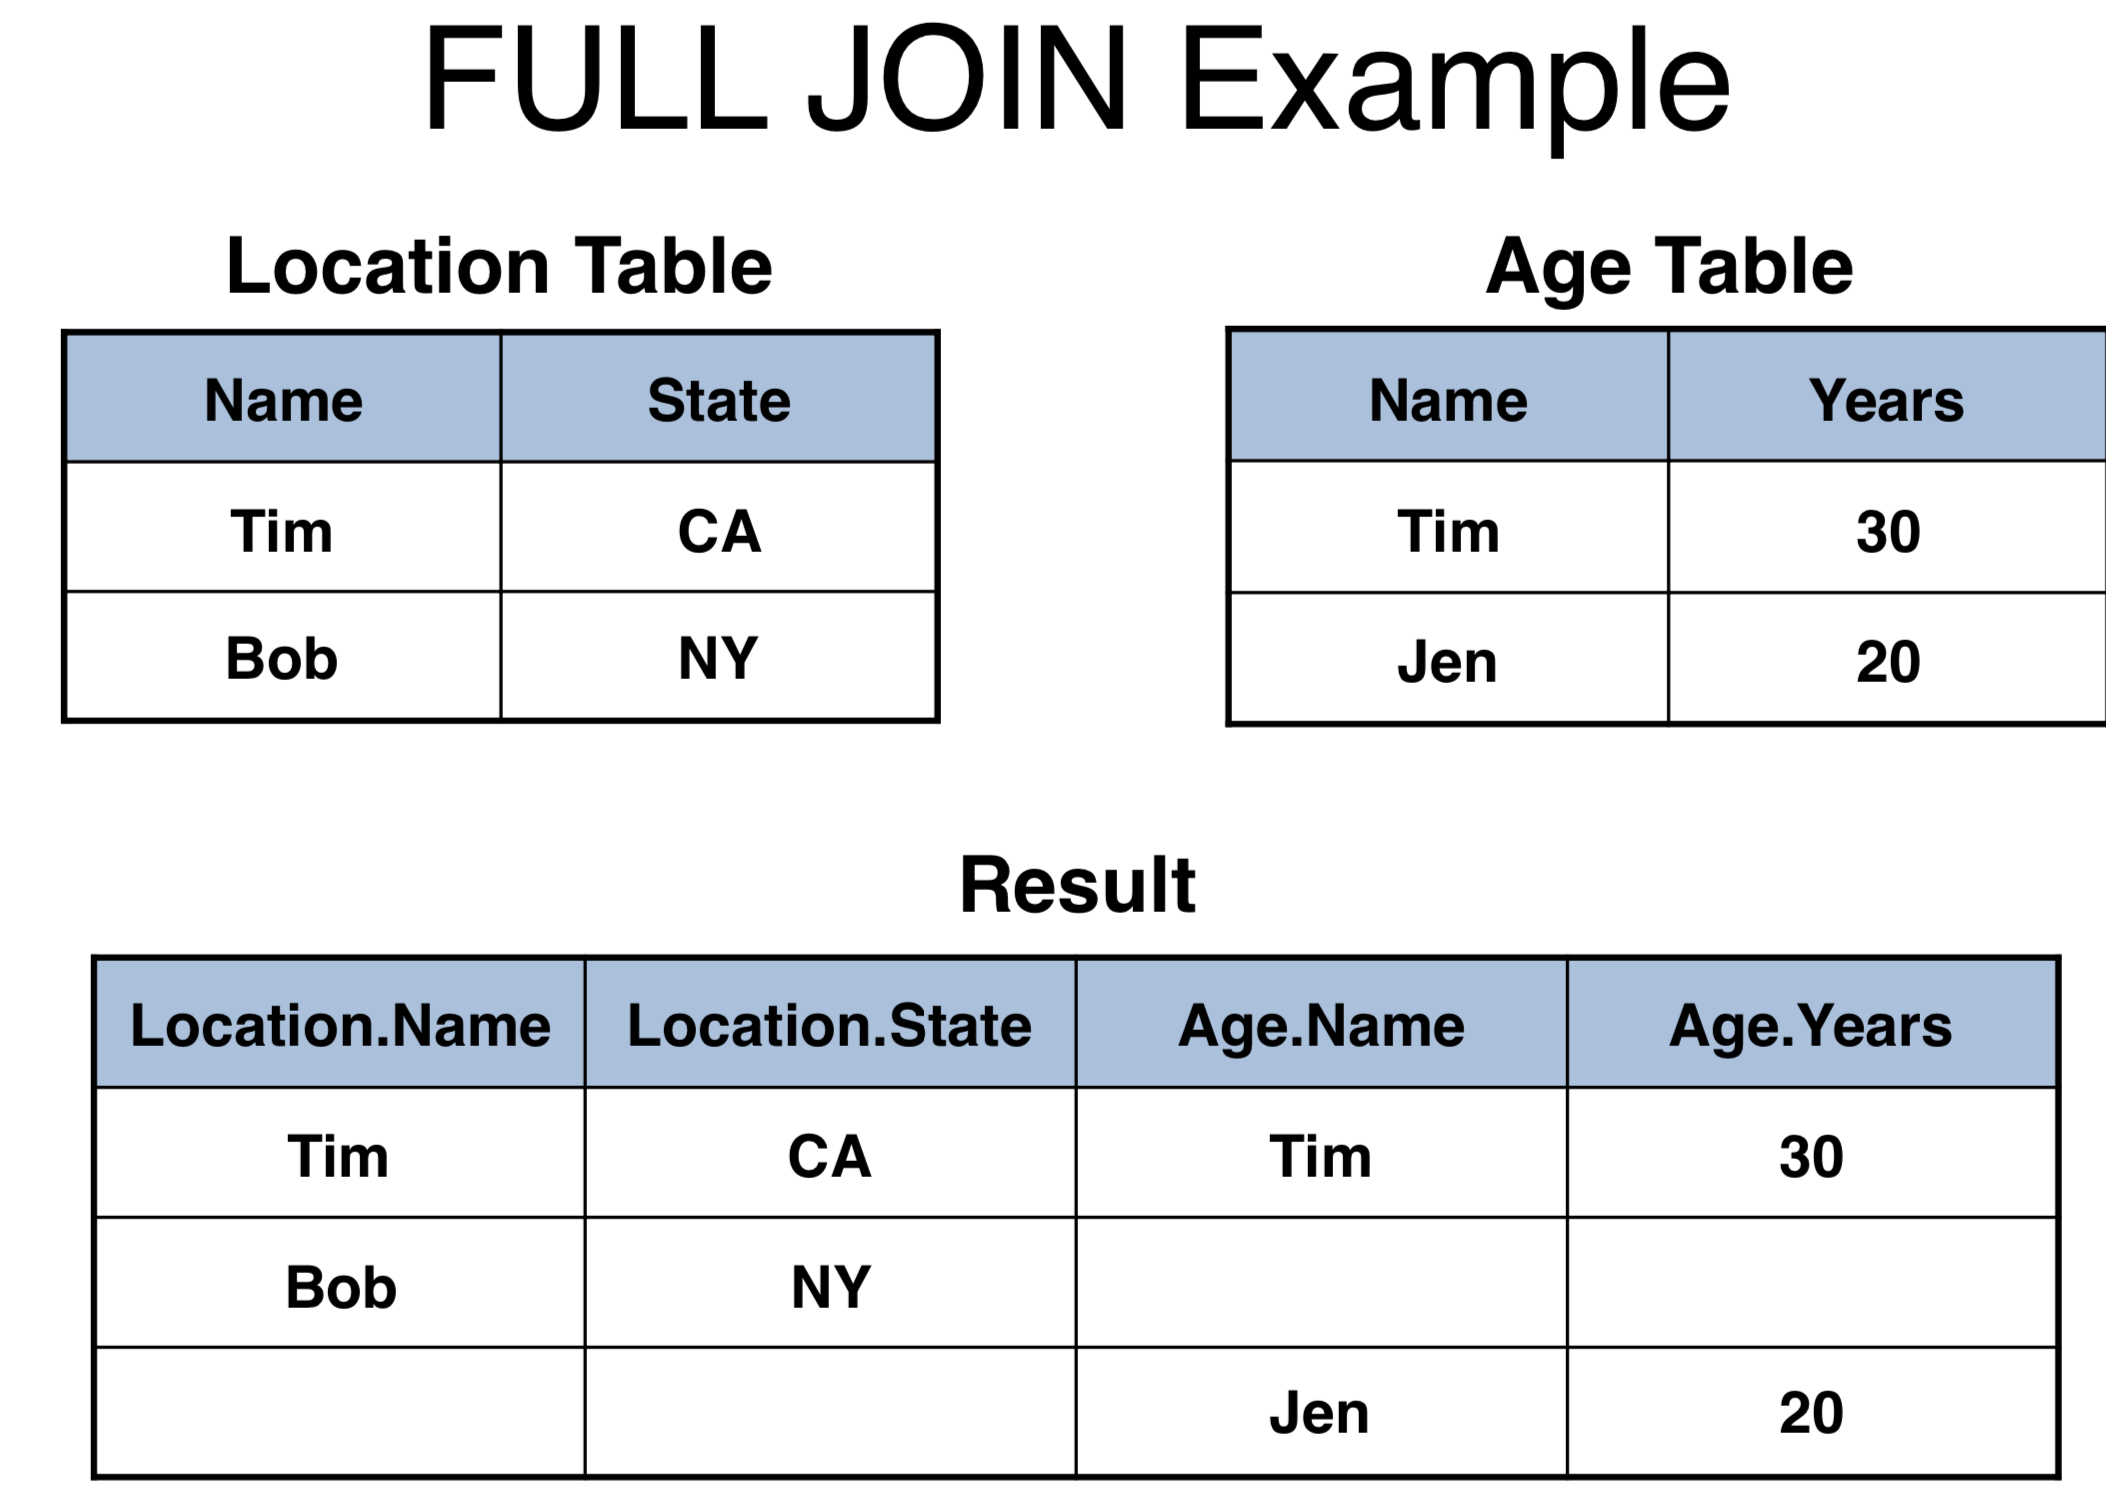 FULL JOIN Example
Location Table
Name State
Tim CA
Bob NY
Age Table
Name Years
Tim 30
Jen 20
Result
Location.Name Location.State Age.Name Age.Years
Tim CA Tim 30
Bob NY
Jen 20